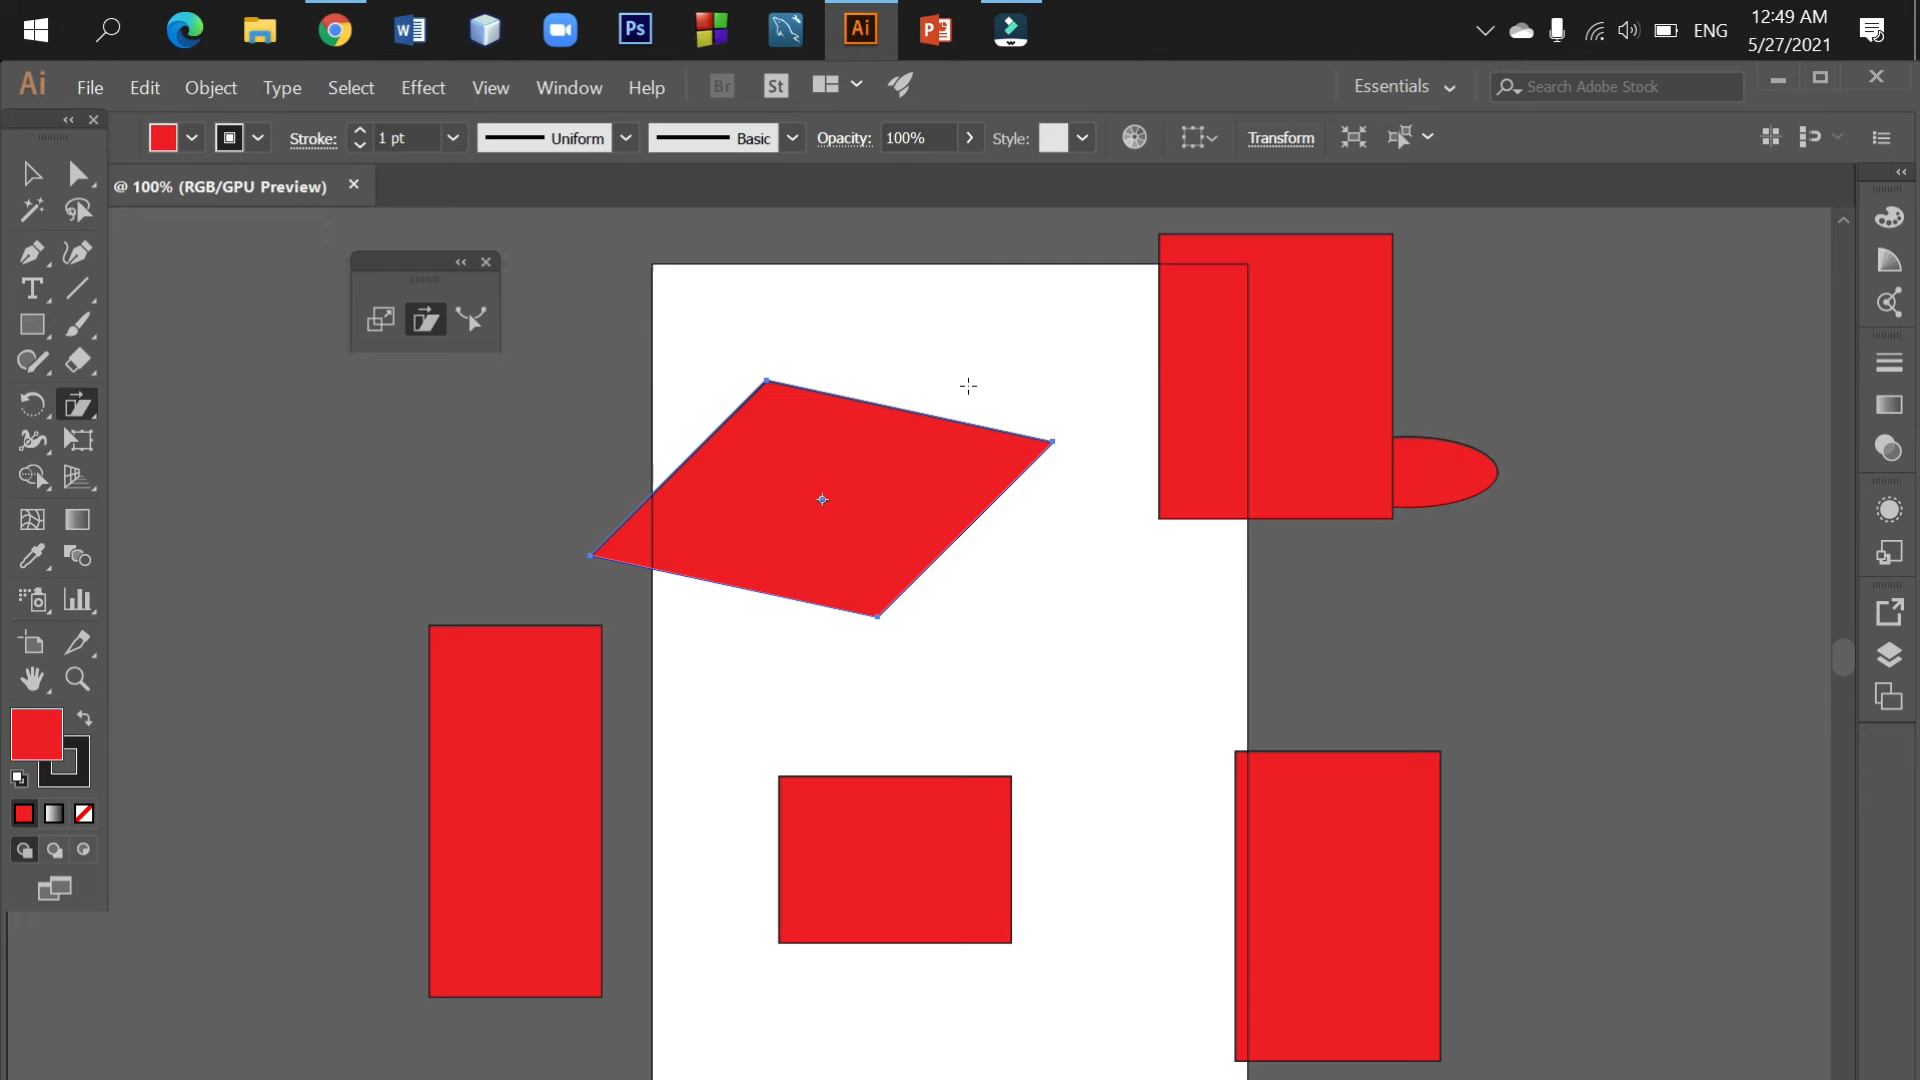 W
Ps
Ai
P
ENG
12:49 AM
5/27/2021
Ai
File Edit Object Type Select Effect View Window Help
Br
St
Essentials
Search Adobe Stock
Stroke:
1 pt
Uniform
Basic
Opacity:
100%
Style:
Transform
@ 100% (RGB/GPU Preview)
T